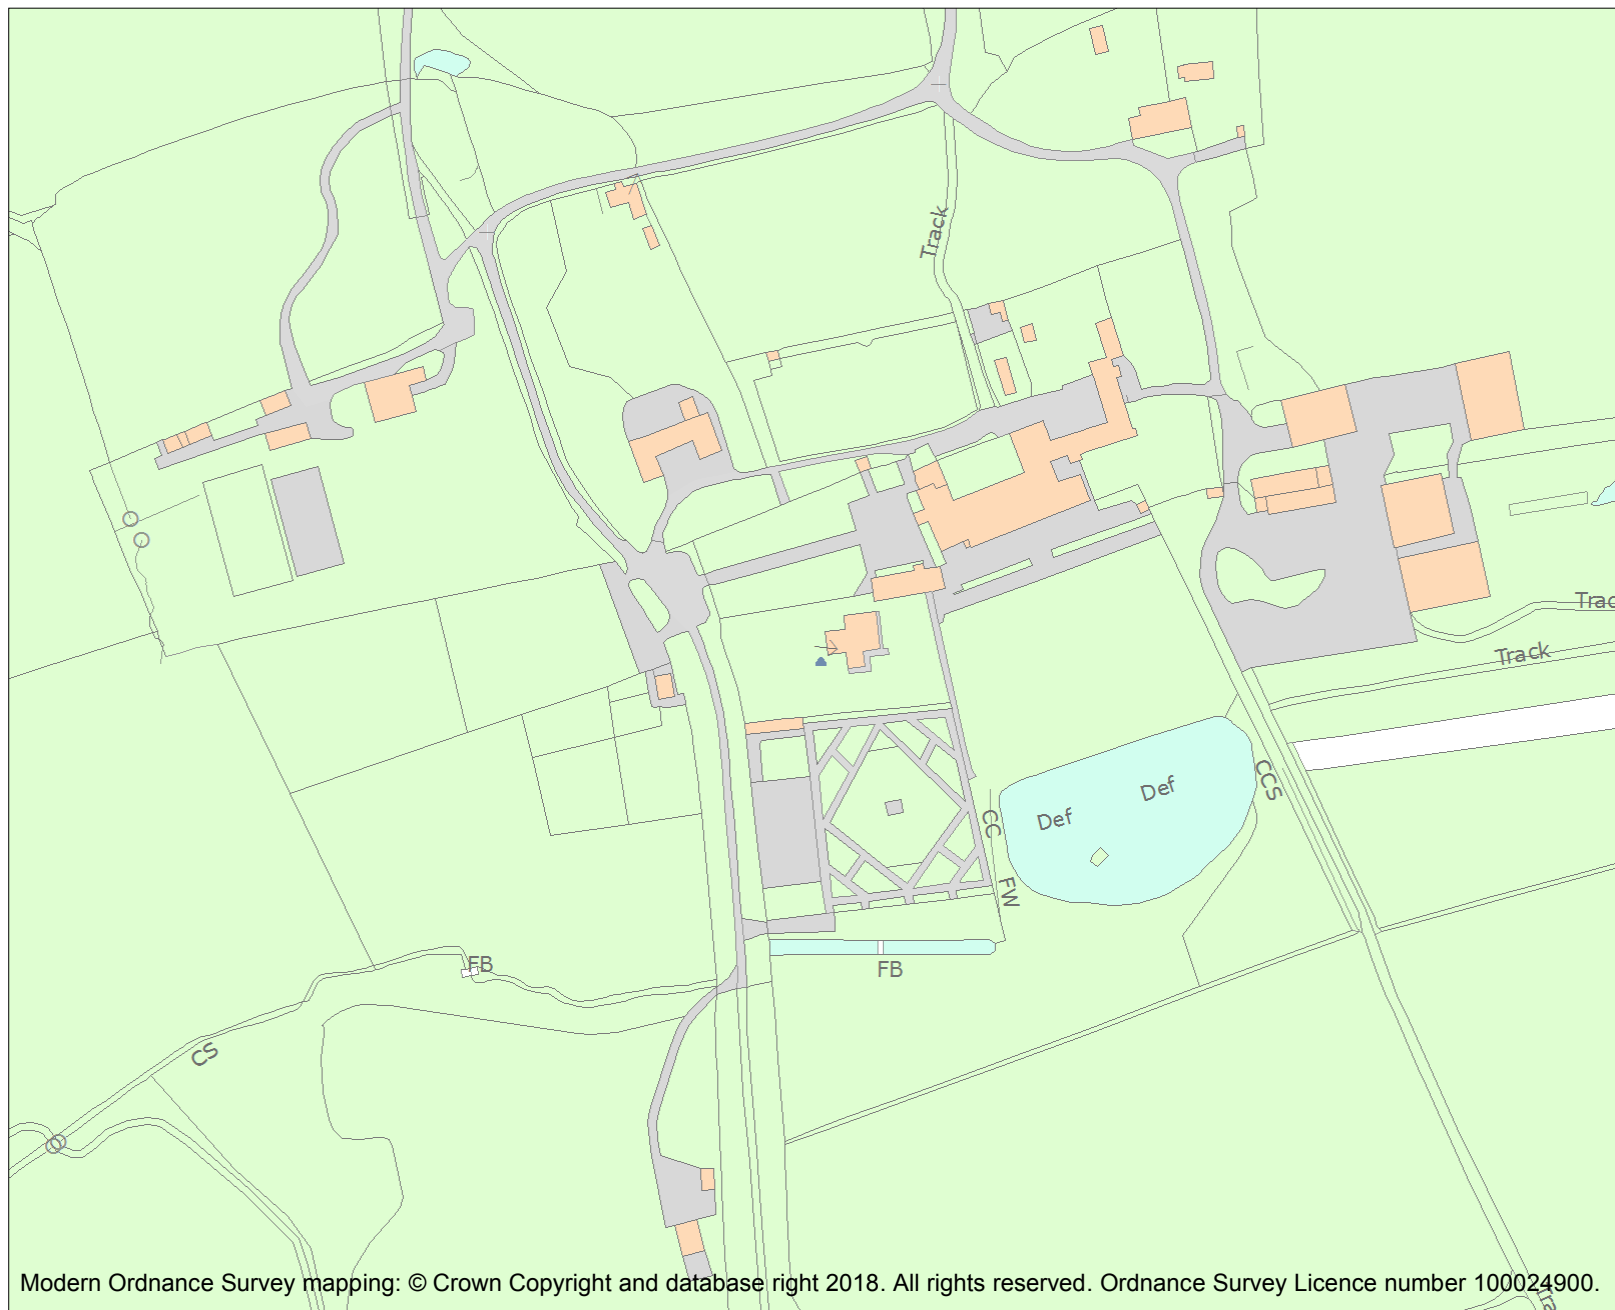 Track
Trac
Track
CCS
Def
Def
CC
FW
FB
FB
CS
Modern Ordnance Survey mapping: © Crown Copyright and database right 2018. All rights reserved. Ordnance Survey Licence number 100024900.
Tra